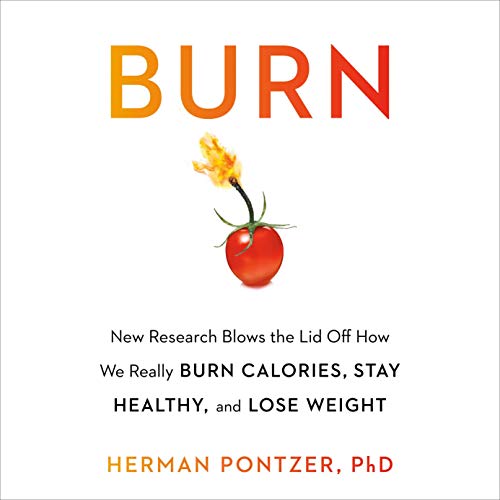 BURN
New Research Blows the Lid Off How
We Really BURN CALORIES, STAY
HEALTHY, and LOSE WEIGHT
HERMAN PONTZER, PhD